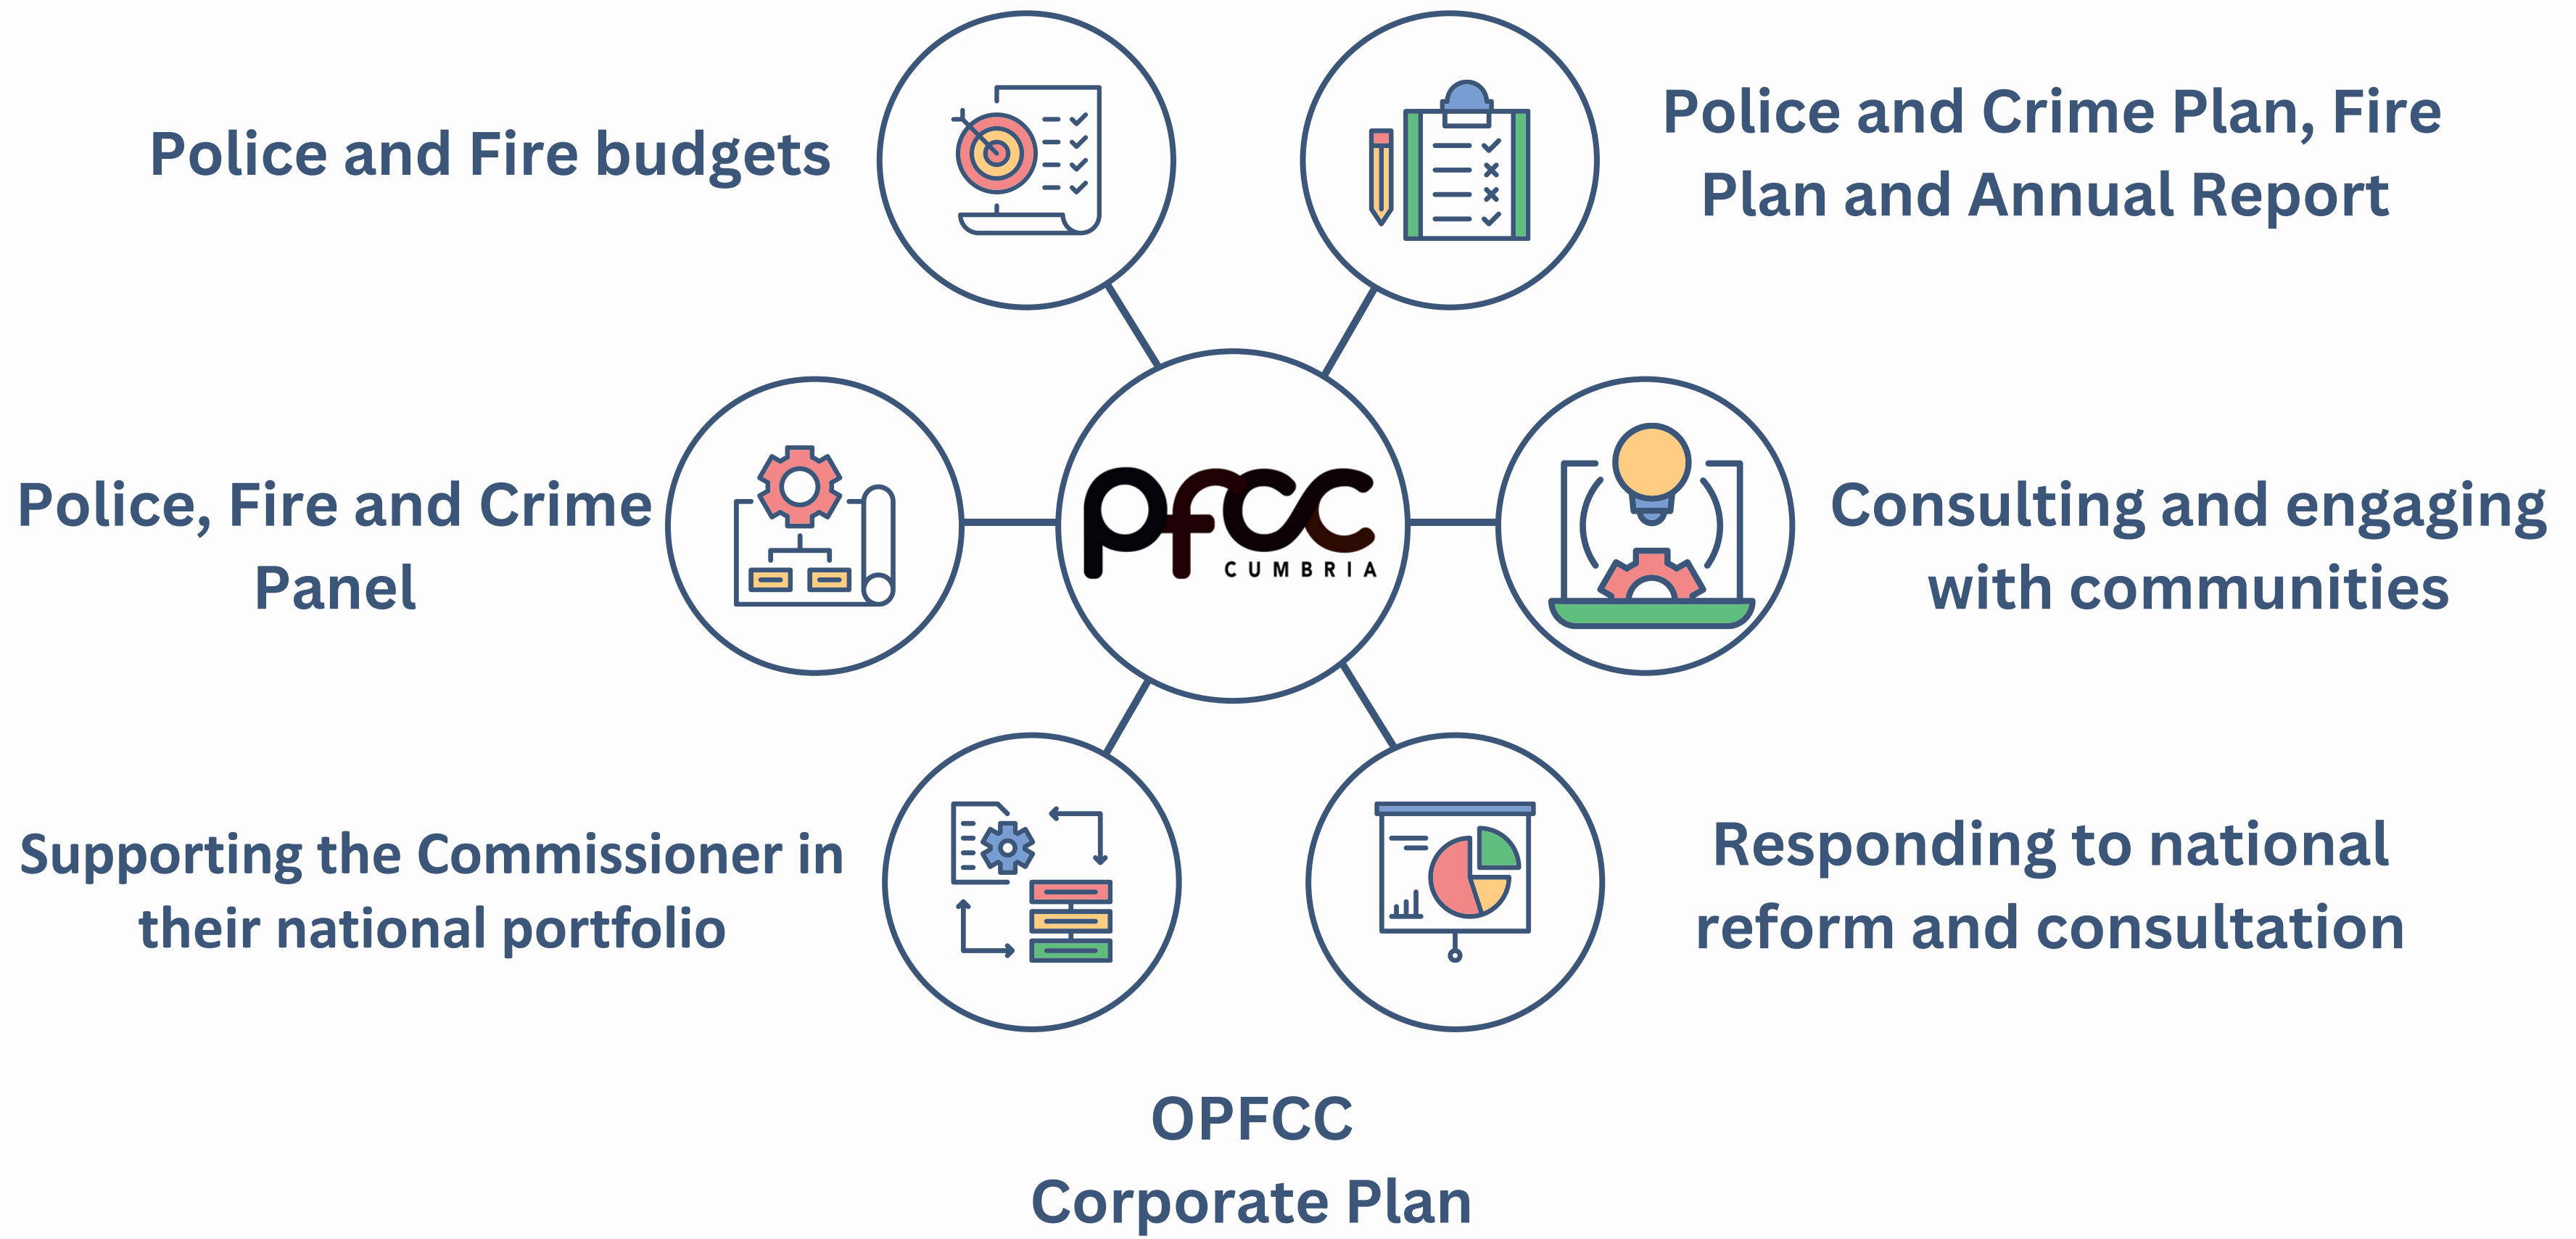 Police and Fire budgets
Police and Crime Plan, Fire
Plan and Annual Report
Police, Fire and Crime
Panel
pfcc
CUMBRIA
Consulting and engaging
with communities
Supporting the Commissioner in
their national portfolio
Responding to national
reform and consultation
OPFCC
Corporate Plan